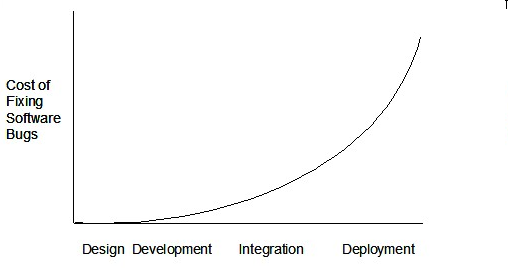 Cost of
Fixing
Software
Bugs
Design Development Integration Deployment